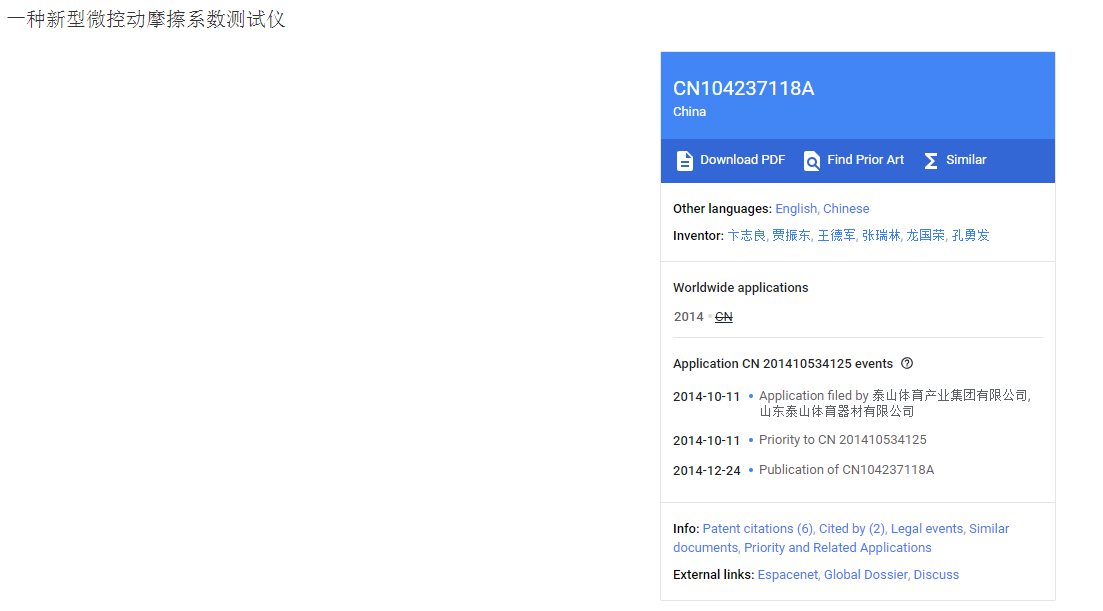 一种新型微控动摩擦系数测试仪
CN104237118A
China
Download PDF Find Prior Art Similar
Other languages: English, Chinese
Inventor: 卞志良, 贾振东, 王德军, 张瑞林, 龙国荣, 孔勇发
Worldwide applications
2014 • CN
Application CN 201410534125 events
2014-10-11 • Application filed by 泰山体育产业集团有限公司,
山东泰山体育器材有限公司
2014-10-11 • Priority to CN 201410534125
2014-12-24 • Publication of CN104237118A
Info: Patent citations (6), Cited by (2), Legal events, Similar
documents, Priority and Related Applications
External links: Espacenet, Global Dossier, Discuss